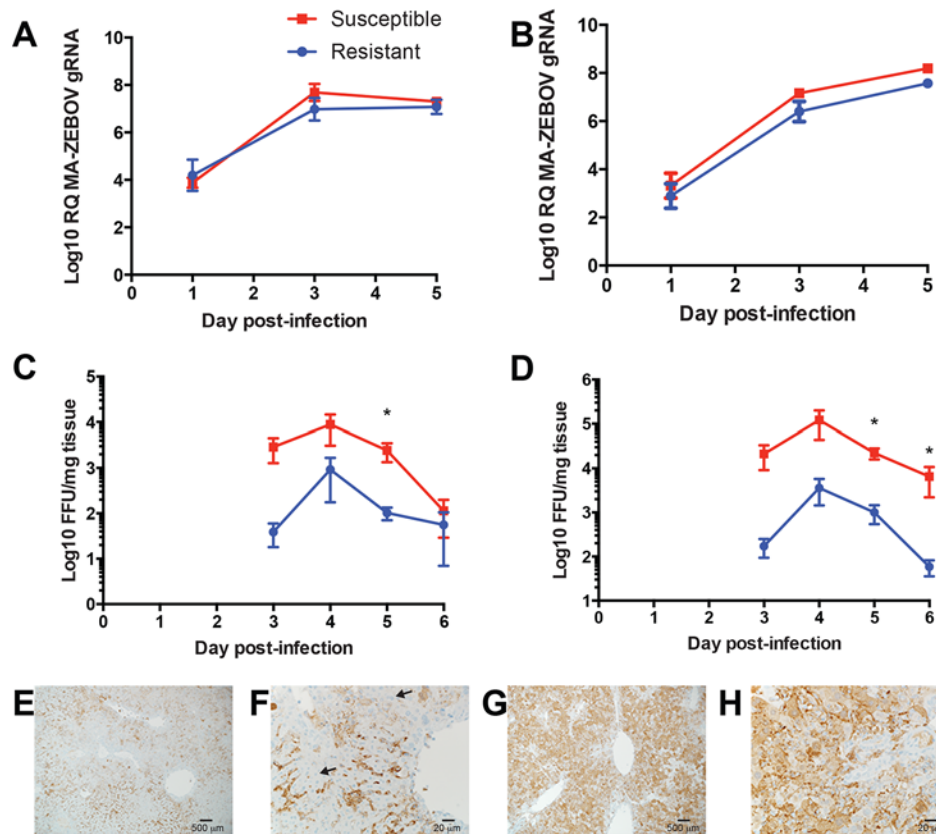 A
Susceptible
Resistant
Log10 RQ MA-ZEBOV gRNA
10
8
6
4
2
0
0 1 2 3 4 5
Day post-infection
B
Log10 RQ MA-ZEBOV gRNA
10
8
6
4
2
0
0 1 2 3 4 5
Day post-infection
C
Log10 FFU/mg tissue
5
4
3
2
1
0
*
0 1 2 3 4 5 6
Day post-infection
D
Log10 FFU/mg tissue
6
5
4
3
2
1
*
*
0 1 2 3 4 5 6
Day post-infection
E
500 µm
F
20 µm
G
500 µm
H